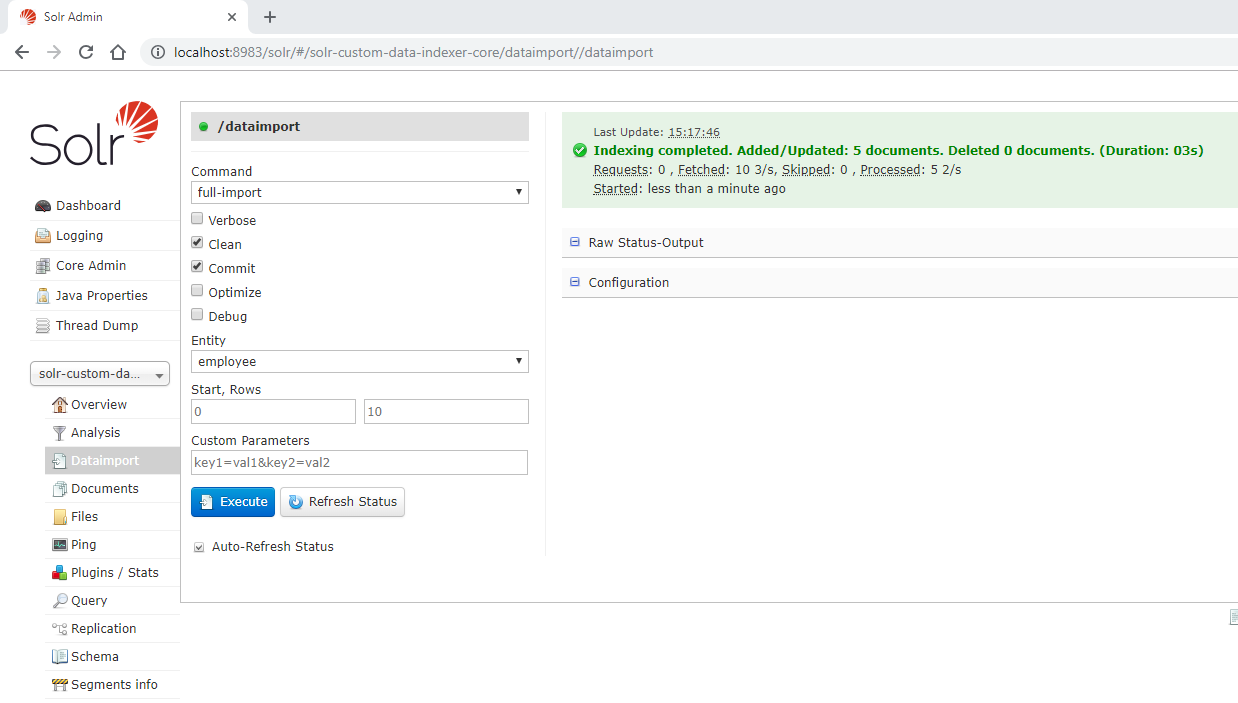 Solr Admin
localhost:8983/solr/#/solr-custom-data-indexer-core/dataimport//dataimport
Solr
Dashboard
Logging
Core Admin
Java Properties
Thread Dump
solr-custom-da...
Overview
Analysis
Dataimport
Documents
Files
Ping
Plugins / Stats
Query
Replication
Schema
Segments info
/dataimport
Command
full-import
Verbose
Clean
Commit
Optimize
Debug
Entity
employee
Start, Rows
0 10
Custom Parameters
key1=val1&key2=val2
Execute Refresh Status
Auto-Refresh Status
Last Update: 15:17:46
Indexing completed. Added/Updated: 5 documents. Deleted 0 documents. (Duration: 03s)
Requests: 0 , Fetched: 10 3/s, Skipped: 0 , Processed: 5 2/s
Started: less than a minute ago
Raw Status-Output
Configuration